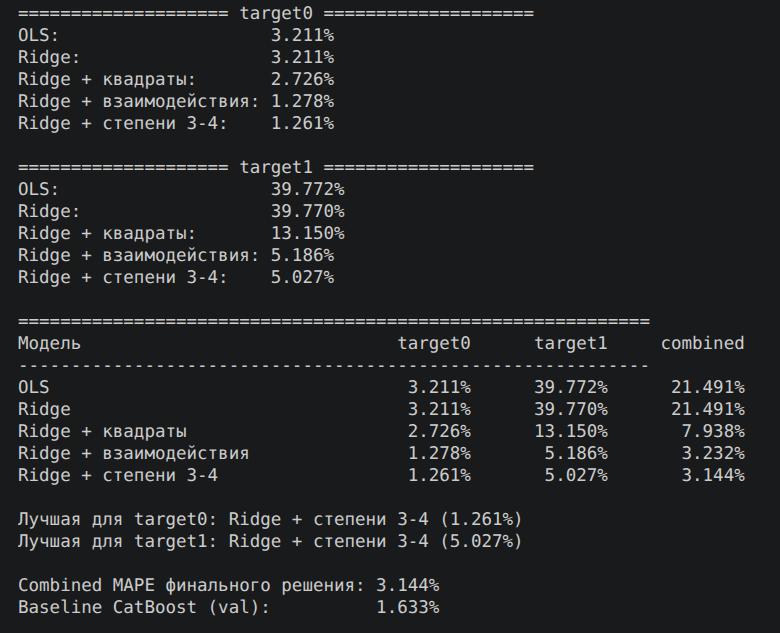 ==================== target0 ====================
OLS: 3.211%
Ridge: 3.211%
Ridge + квадраты: 2.726%
Ridge + взаимодействия: 1.278%
Ridge + степени 3-4: 1.261%
==================== target1 ====================
OLS: 39.772%
Ridge: 39.770%
Ridge + квадраты: 13.150%
Ridge + взаимодействия: 5.186%
Ridge + степени 3-4: 5.027%
============================================================
Модель target0 target1 combined
------------------------------------------------------------
OLS 3.211% 39.772% 21.491%
Ridge 3.211% 39.770% 21.491%
Ridge + квадраты 2.726% 13.150% 7.938%
Ridge + взаимодействия 1.278% 5.186% 3.232%
Ridge + степени 3-4 1.261% 5.027% 3.144%
Лучшая для target0: Ridge + степени 3-4 (1.261%)
Лучшая для target1: Ridge + степени 3-4 (5.027%)
Combined MAPE финального решения: 3.144%
Baseline CatBoost (val): 1.633%